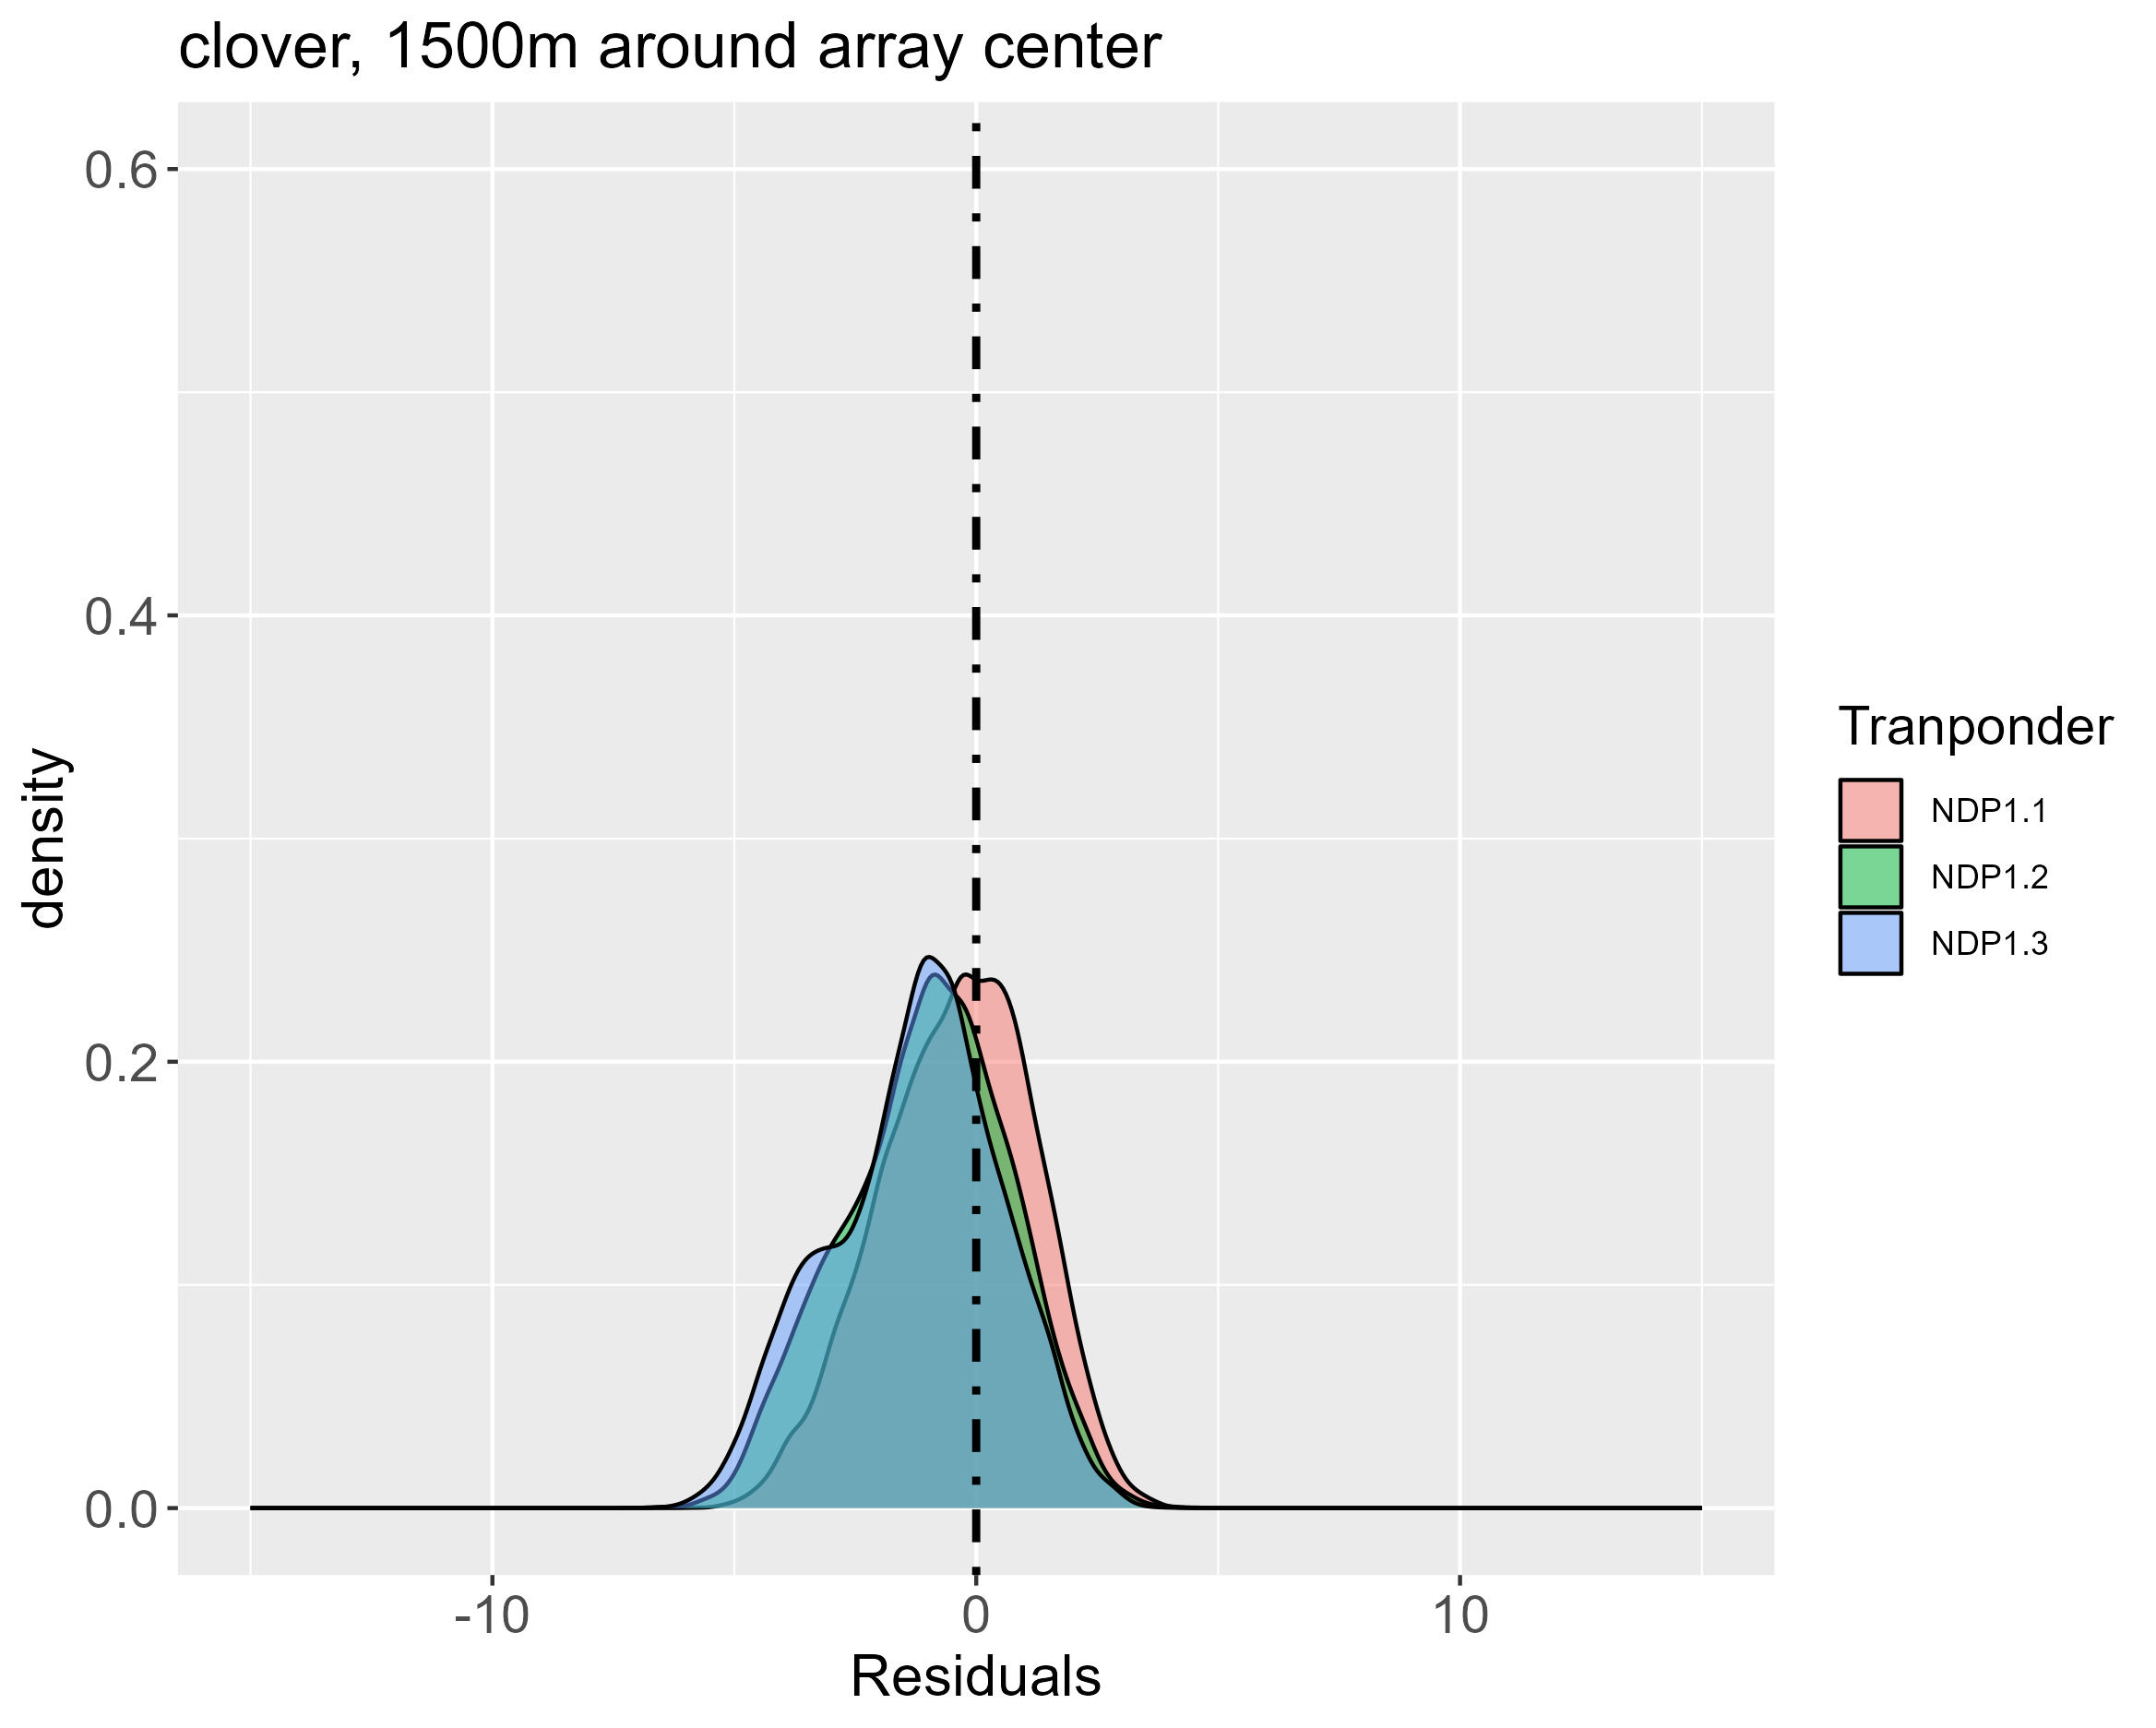 clover, 1500m around array center
0.6
0.4
0.2
0.0
density
-10 0 10
Residuals
Tranponder
NDP1.1
NDP1.2
NDP1.3